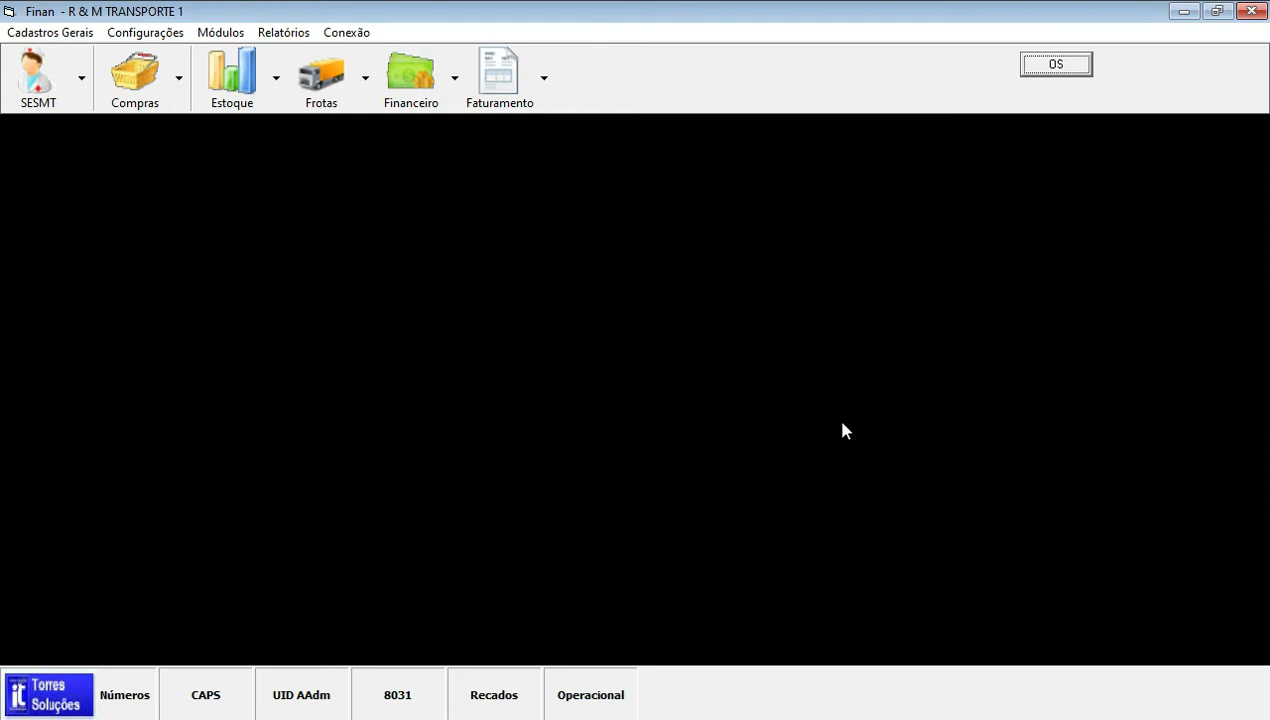 Finan - R & M TRANSPORTE 1
Cadastros Gerais Configurações Módulos Relatórios Conexão
OS
SESMT Compras Estoque Frotas Financeiro Faturamento
it Torres Soluções
Números CAPS UID AAdm 8031 Recados Operacional